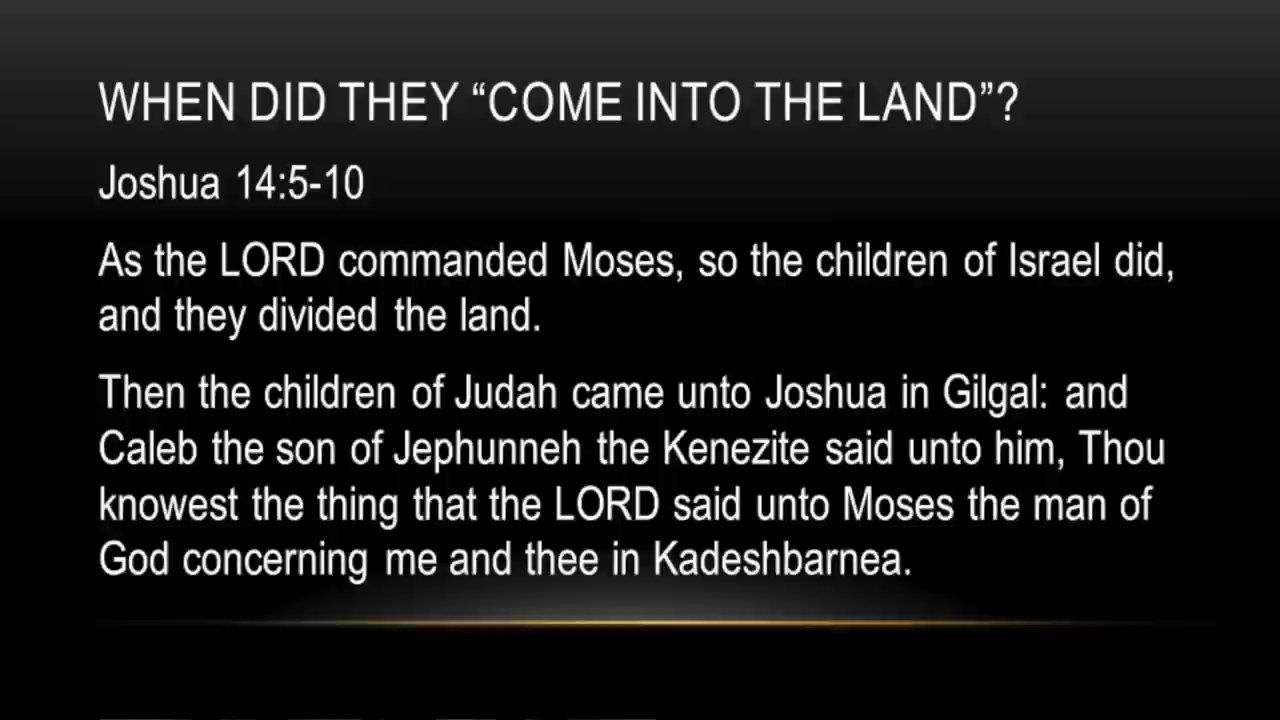 WHEN DID THEY “COME INTO THE LAND”?
Joshua 14:5-10
As the LORD commanded Moses, so the children of Israel did,
and they divided the land.
Then the children of Judah came unto Joshua in Gilgal: and
Caleb the son of Jephunneh the Kenezite said unto him, Thou
knowest the thing that the LORD said unto Moses the man of
God concerning me and thee in Kadeshbarnea.